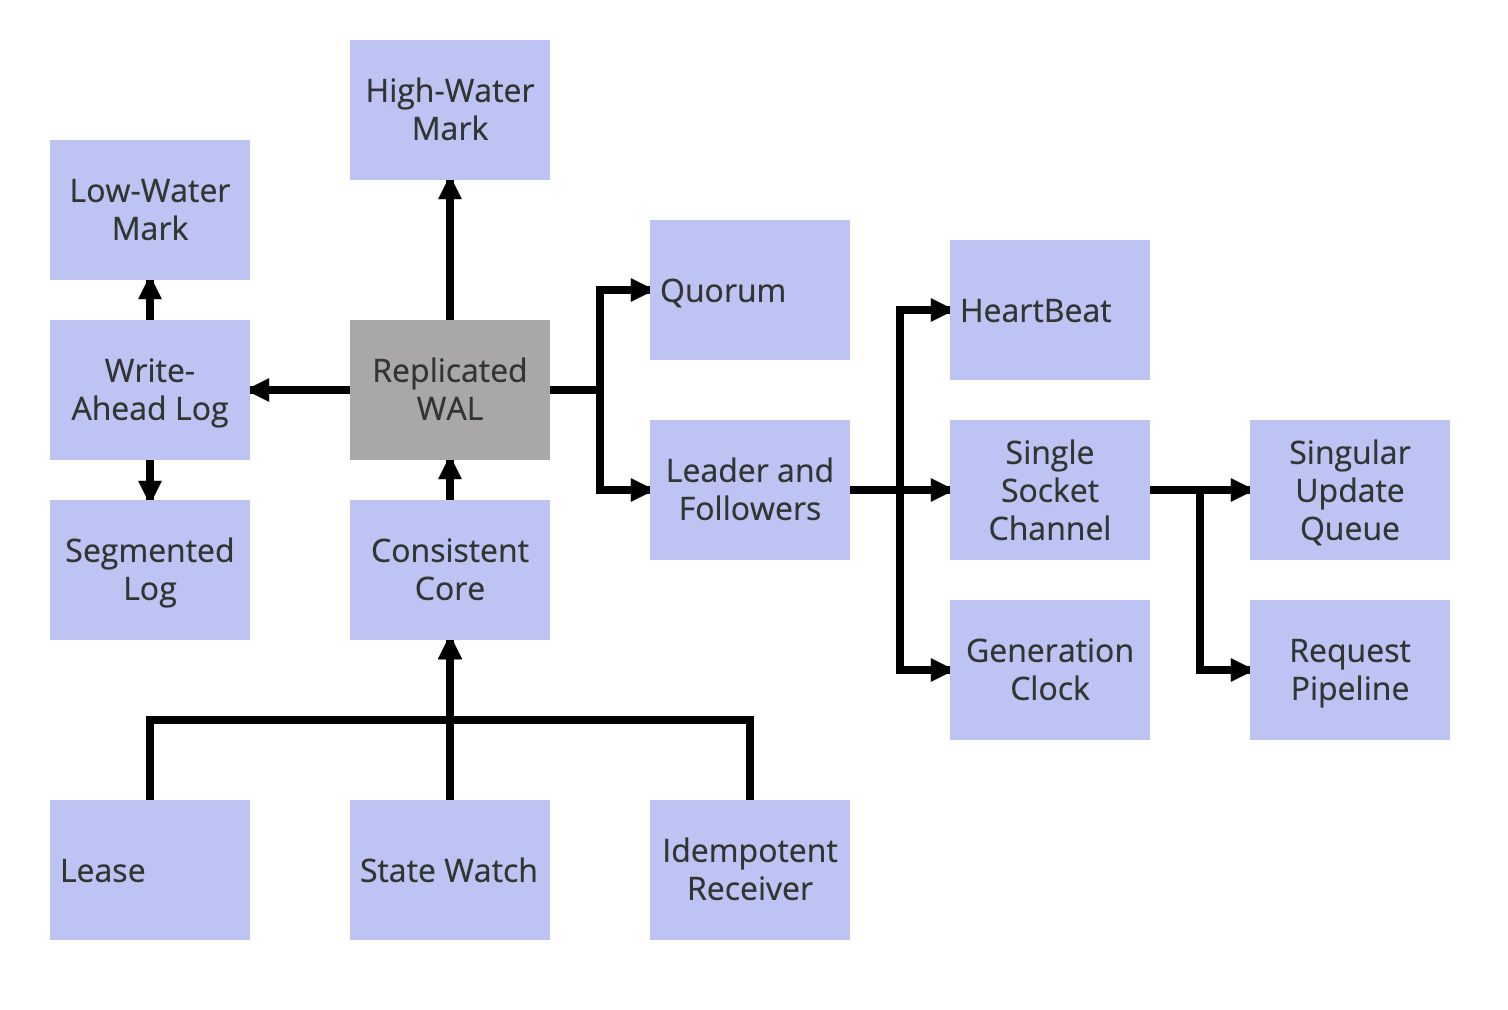 High-Water
Mark
Low-Water
Mark
Quorum
HeartBeat
Write-
Ahead Log
Replicated
WAL
Leader and
Followers
Single
Socket
Channel
Singular
Update
Queue
Segmented
Log
Consistent
Core
Generation
Clock
Request
Pipeline
Lease
State Watch
Idempotent
Receiver